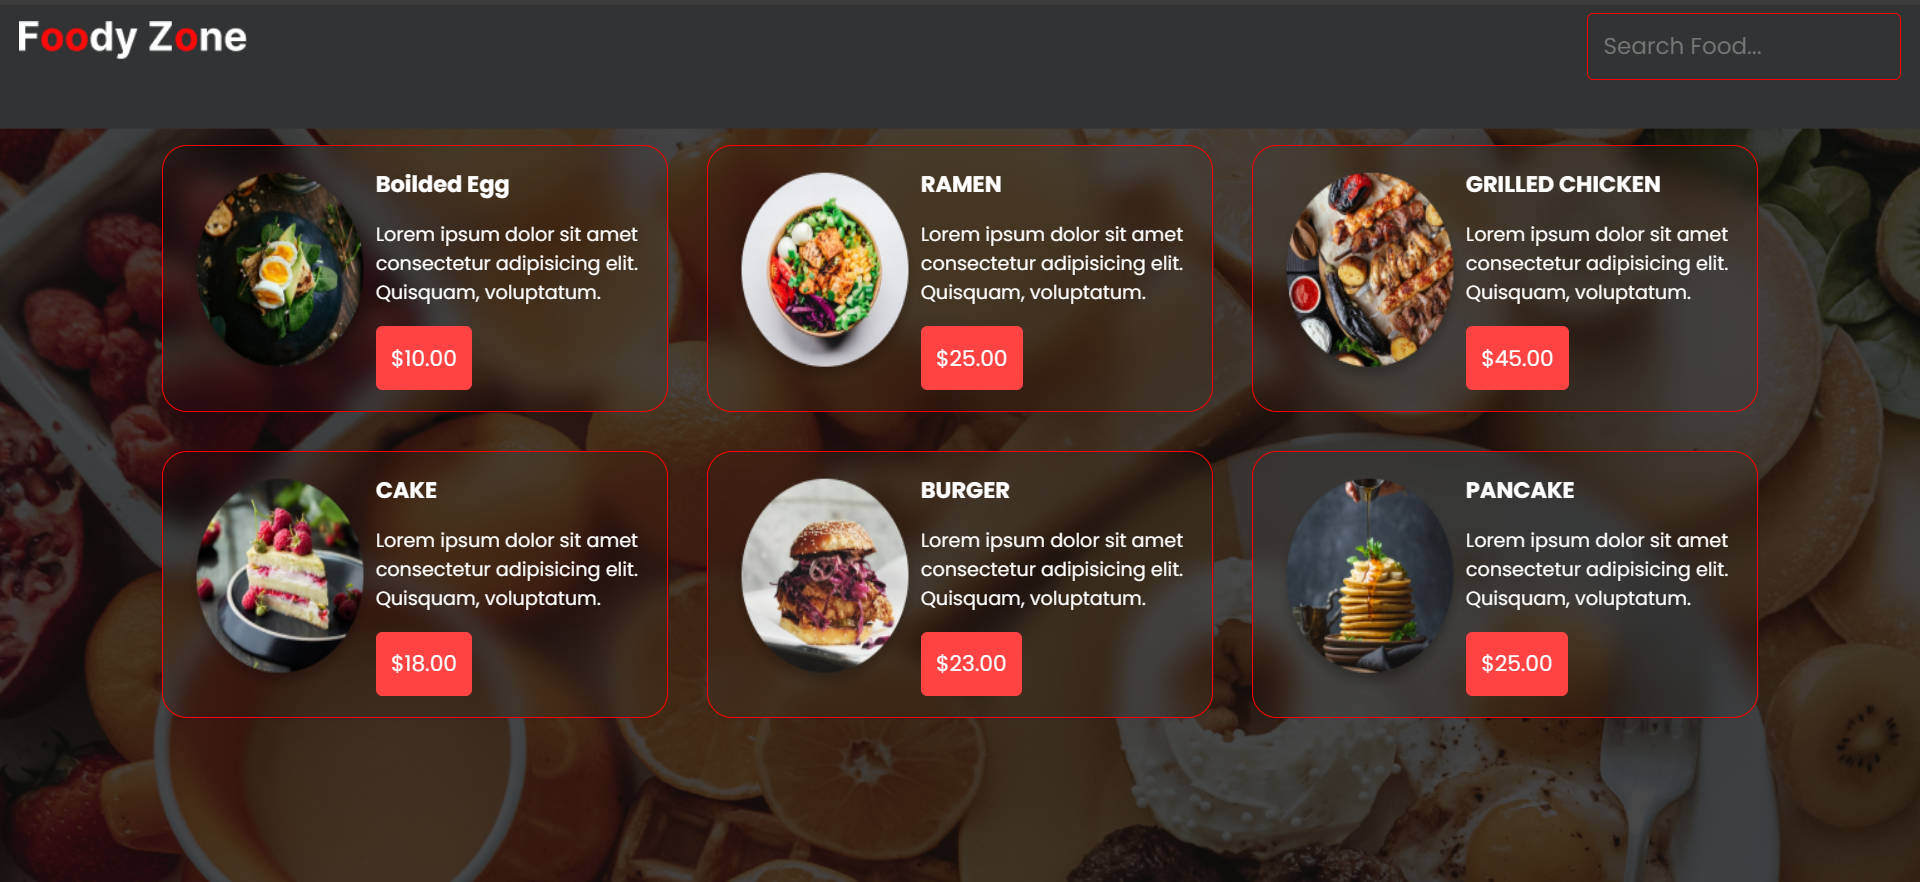 Foody Zone
Search Food...
Boilded Egg
Lorem ipsum dolor sit amet
consectetur adipisicing elit.
Quisquam, voluptatum.
$10.00
RAMEN
Lorem ipsum dolor sit amet
consectetur adipisicing elit.
Quisquam, voluptatum.
$25.00
GRILLED CHICKEN
Lorem ipsum dolor sit amet
consectetur adipisicing elit.
Quisquam, voluptatum.
$45.00
CAKE
Lorem ipsum dolor sit amet
consectetur adipisicing elit.
Quisquam, voluptatum.
$18.00
BURGER
Lorem ipsum dolor sit amet
consectetur adipisicing elit.
Quisquam, voluptatum.
$23.00
PANCAKE
Lorem ipsum dolor sit amet
consectetur adipisicing elit.
Quisquam, voluptatum.
$25.00